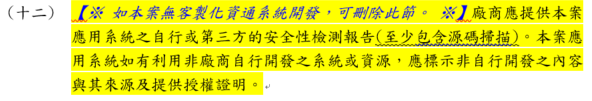 (十二) 【※ 如本案無客製化資通系統開發，可刪除此節。 ※】廠商應提供本案
應用系統之自行或第三方的安全性檢測報告(至少包含源碼掃描)。本案應
用系統如有利用非廠商自行開發之系統或資源，應標示非自行開發之內容
與其來源及提供授權證明。